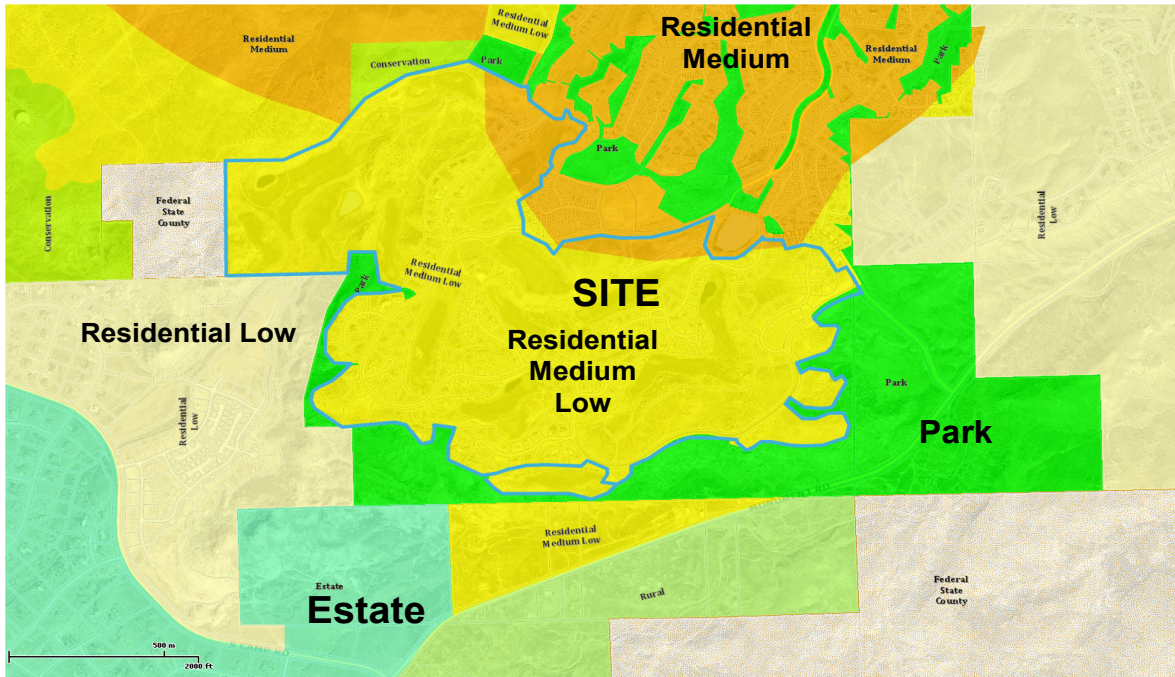 Residential
Medium Low
Residential
Medium
Residential
Medium
Residential
Medium
Park
Conservation
Park
Park
Federal
State
County
Conservation
Residential
Low
Residential
Medium Low
Park
SITE
Residential Low
Residential
Medium
Low
Park
Park
Residential
Low
Residential
Medium Low
Estate
Estate
Rural
Federal
State
County
500 m
2000 ft